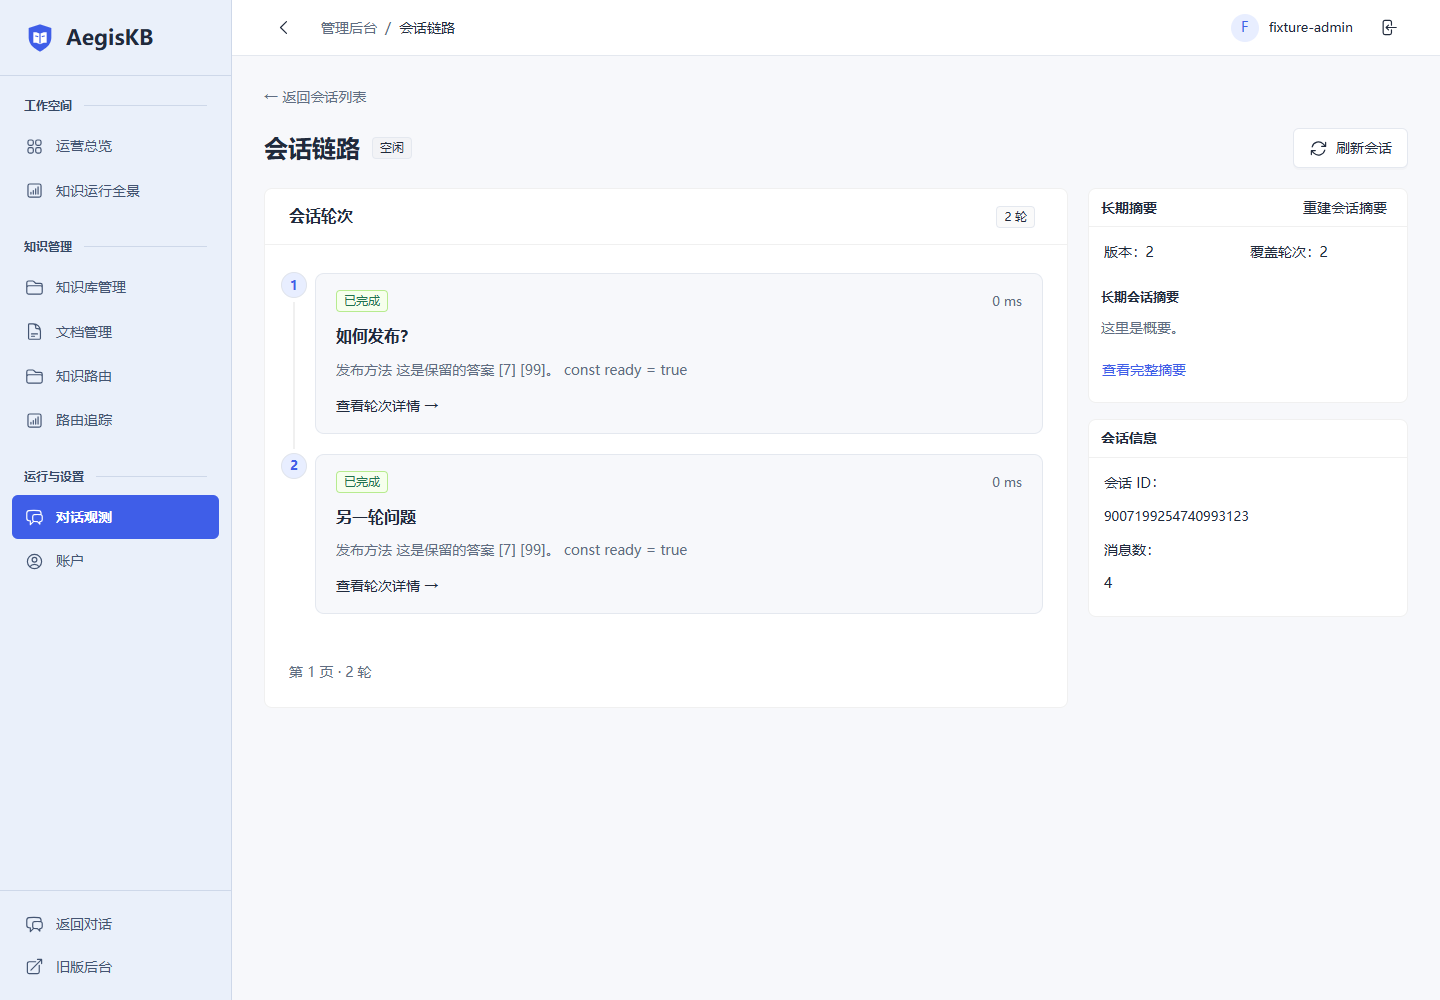 AegisKB
工作空间
运营总览
知识运行全景
知识管理
知识库管理
文档管理
知识路由
路由追踪
运行与设置
对话观测
账户
返回对话
旧版后台
管理后台 / 会话链路
F fixture-admin
← 返回会话列表
会话链路 空闲
刷新会话
会话轮次 2 轮
1
已完成 0 ms
如何发布?
发布方法 这是保留的答案 [7] [99]。 const ready = true
查看轮次详情 →
2
已完成 0 ms
另一轮问题
发布方法 这是保留的答案 [7] [99]。 const ready = true
查看轮次详情 →
第 1 页 · 2 轮
长期摘要 重建会话摘要
版本：2 覆盖轮次：2
长期会话摘要
这里是概要。
查看完整摘要
会话信息
会话 ID：
9007199254740993123
消息数：
4